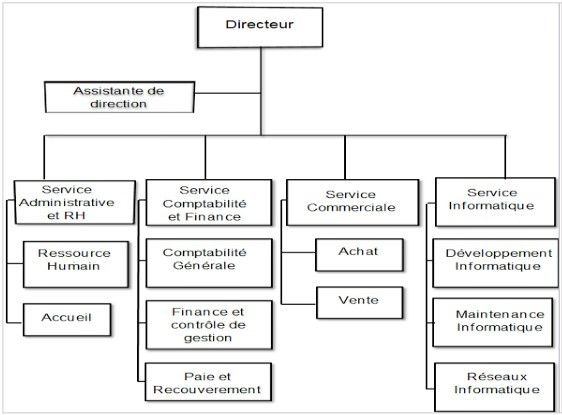 Directeur
Assistante de
direction
Service
Administrative
et RH
Service
Comptabilité
et Finance
Service
Commerciale
Service
Informatique
Ressource
Humain
Comptabilité
Générale
Achat
Développement
Informatique
Accueil
Finance et
contrôle de
gestion
Vente
Maintenance
Informatique
Paie et
Recouverement
Réseaux
Informatique